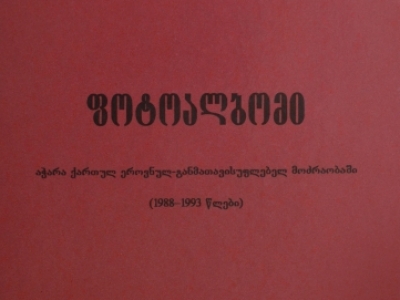 ფოტოალბომი
აჭარა ქართულ ეროვნულ-განმათავისუფლებელ მოძრაობაში
(1988-1993 წლები)